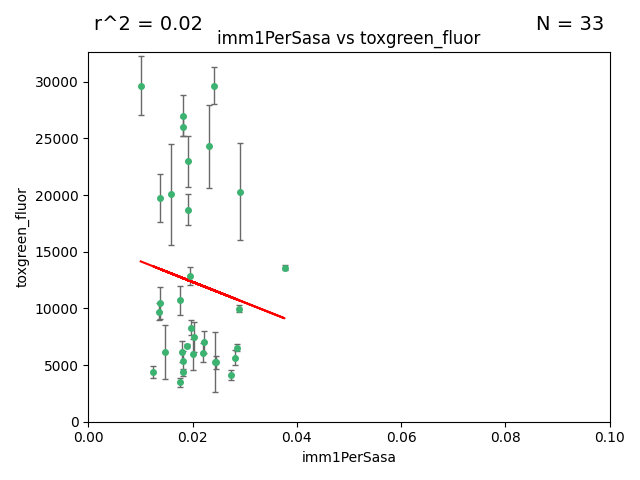 r^2 = 0.02
N = 33
imm1PerSasa vs toxgreen_fluor
30000
25000
20000
15000
10000
5000
0
toxgreen_fluor
0.00
0.02
0.04
0.06
0.08
0.10
imm1PerSasa